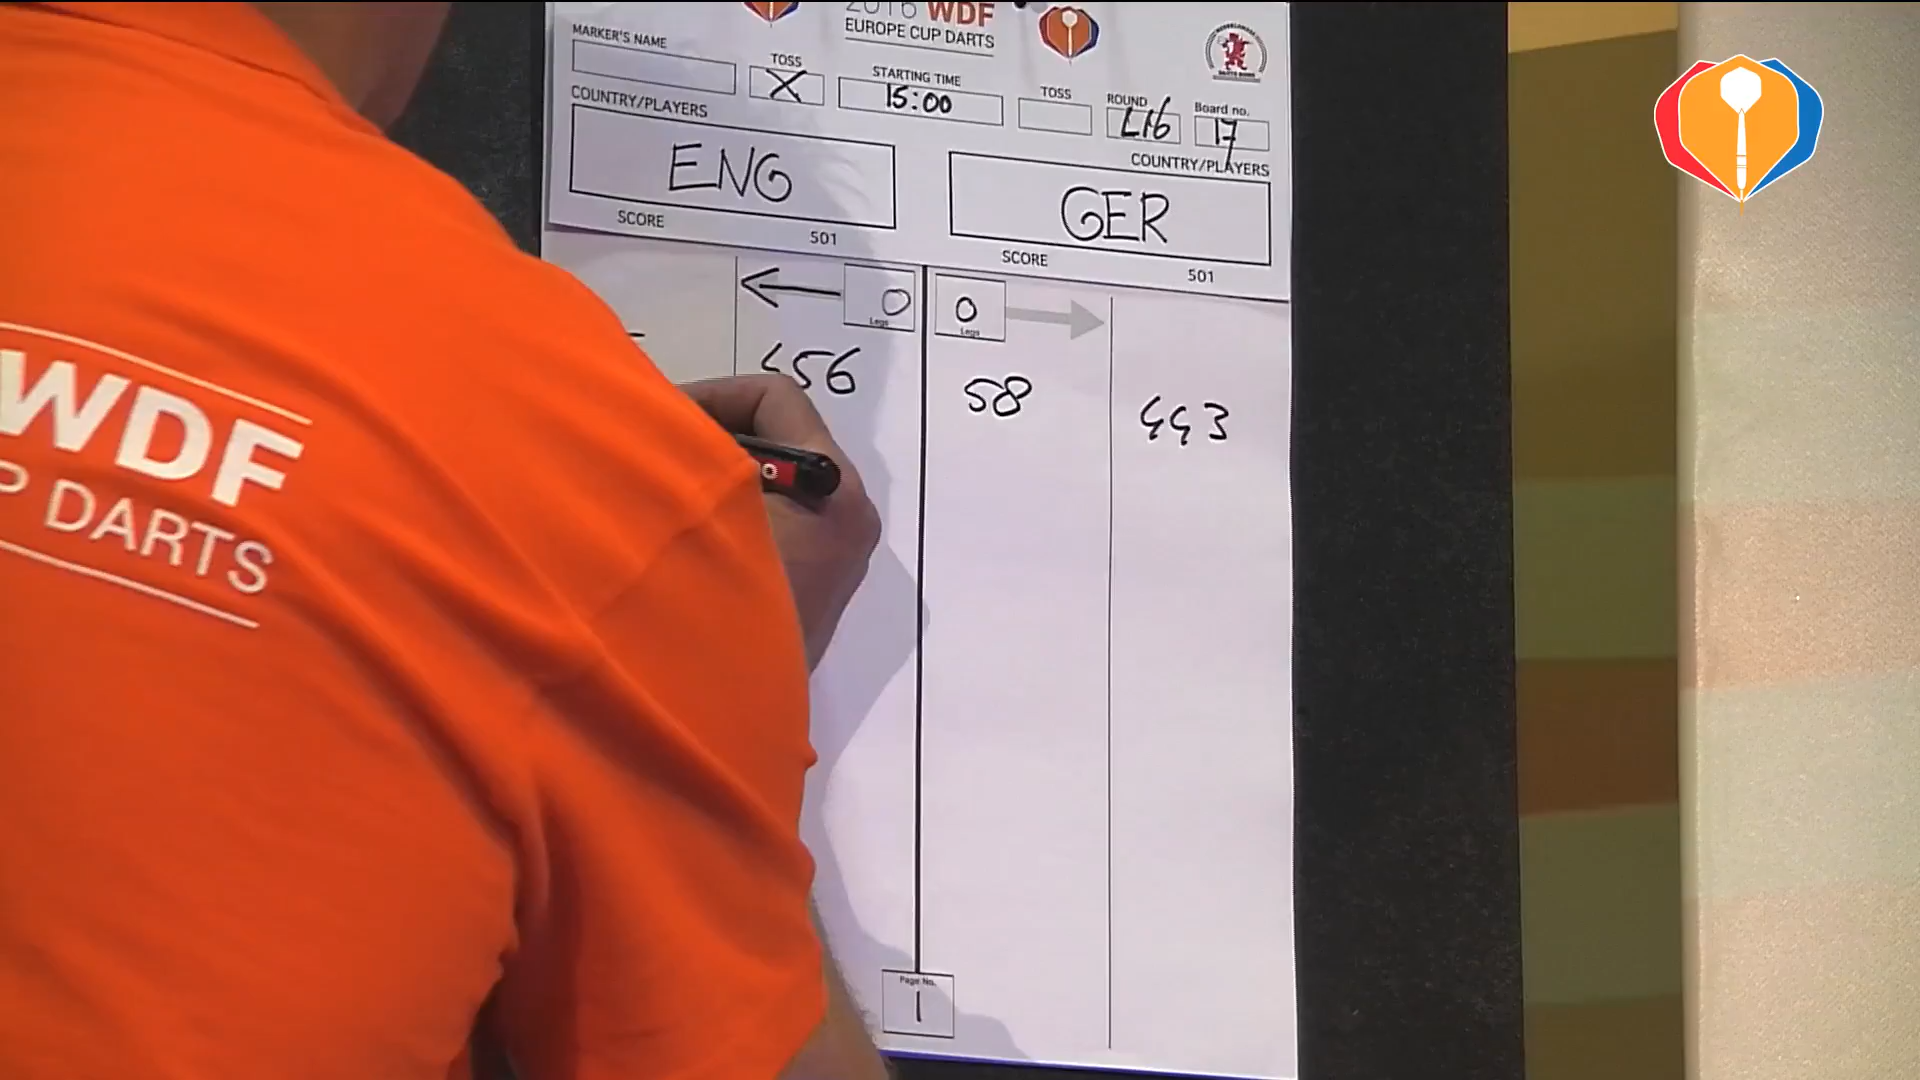 2016 WDF
EUROPE CUP DARTS
MARKER'S NAME
TOSS
X
STARTING TIME
15:00
TOSS
ROUND
L16
Board no.
17
COUNTRY/PLAYERS
ENG
COUNTRY/PLAYERS
GER
SCORE
501
SCORE
501
0
Legs
0
Legs
456
58
443
WDF
P DARTS
Page No.
1